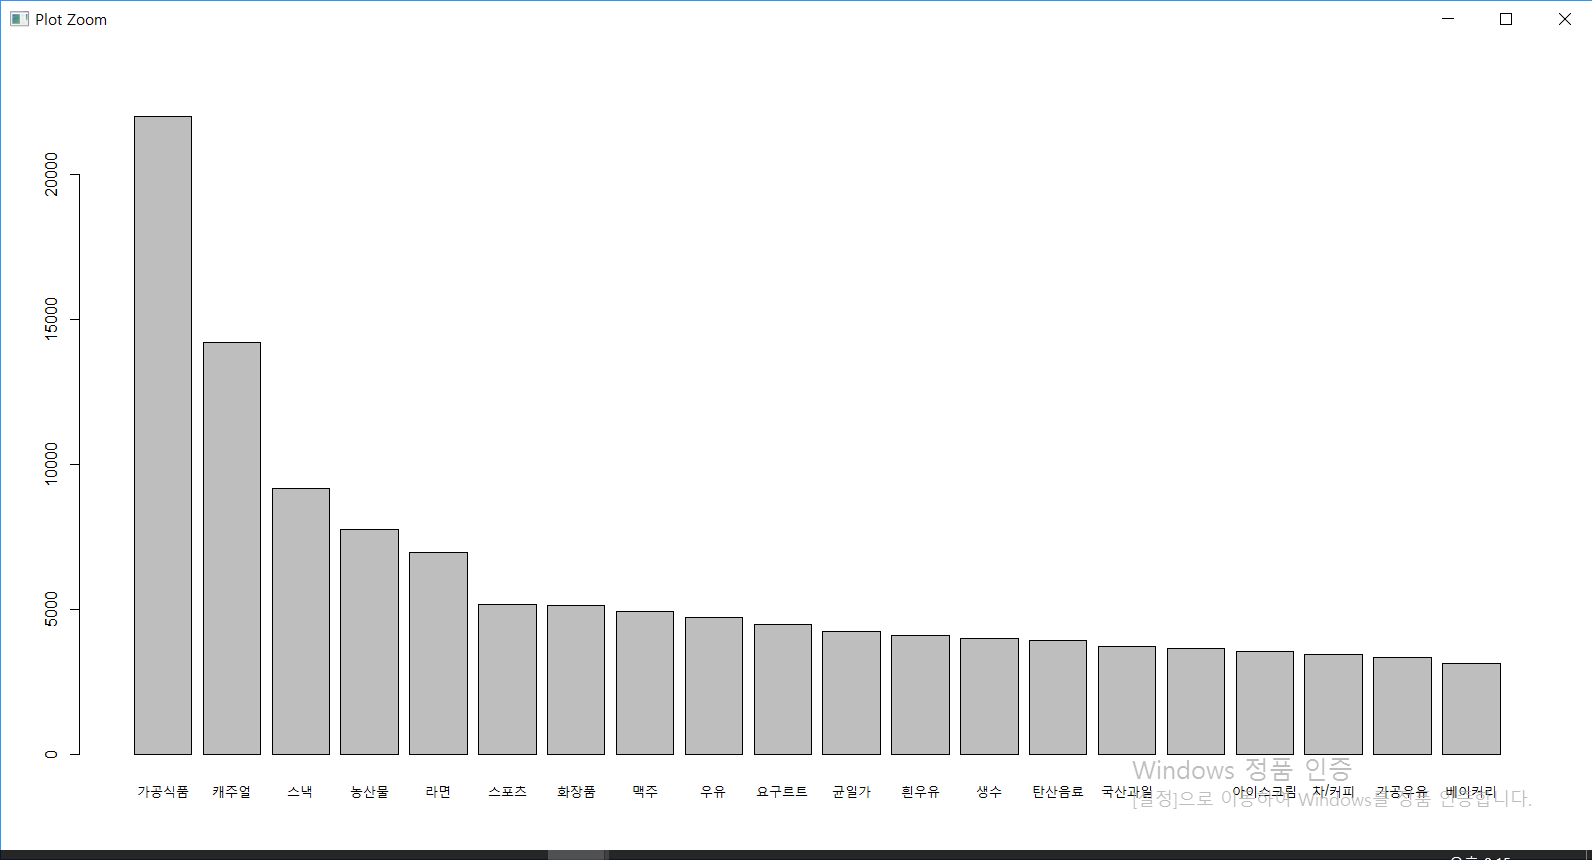 Plot Zoom
20000
15000
10000
5000
0
가공식품 캐주얼 스낵 농산물 라면 스포츠 화장품 맥주 우유 요구르트 균일가 흰우유 생수 탄산음료 국산과일 아이스크림 차/커피 가공우유 베이커리
Windows 정품 인증
[설정]으로 이동하여 Windows를 정품 인증합니다.